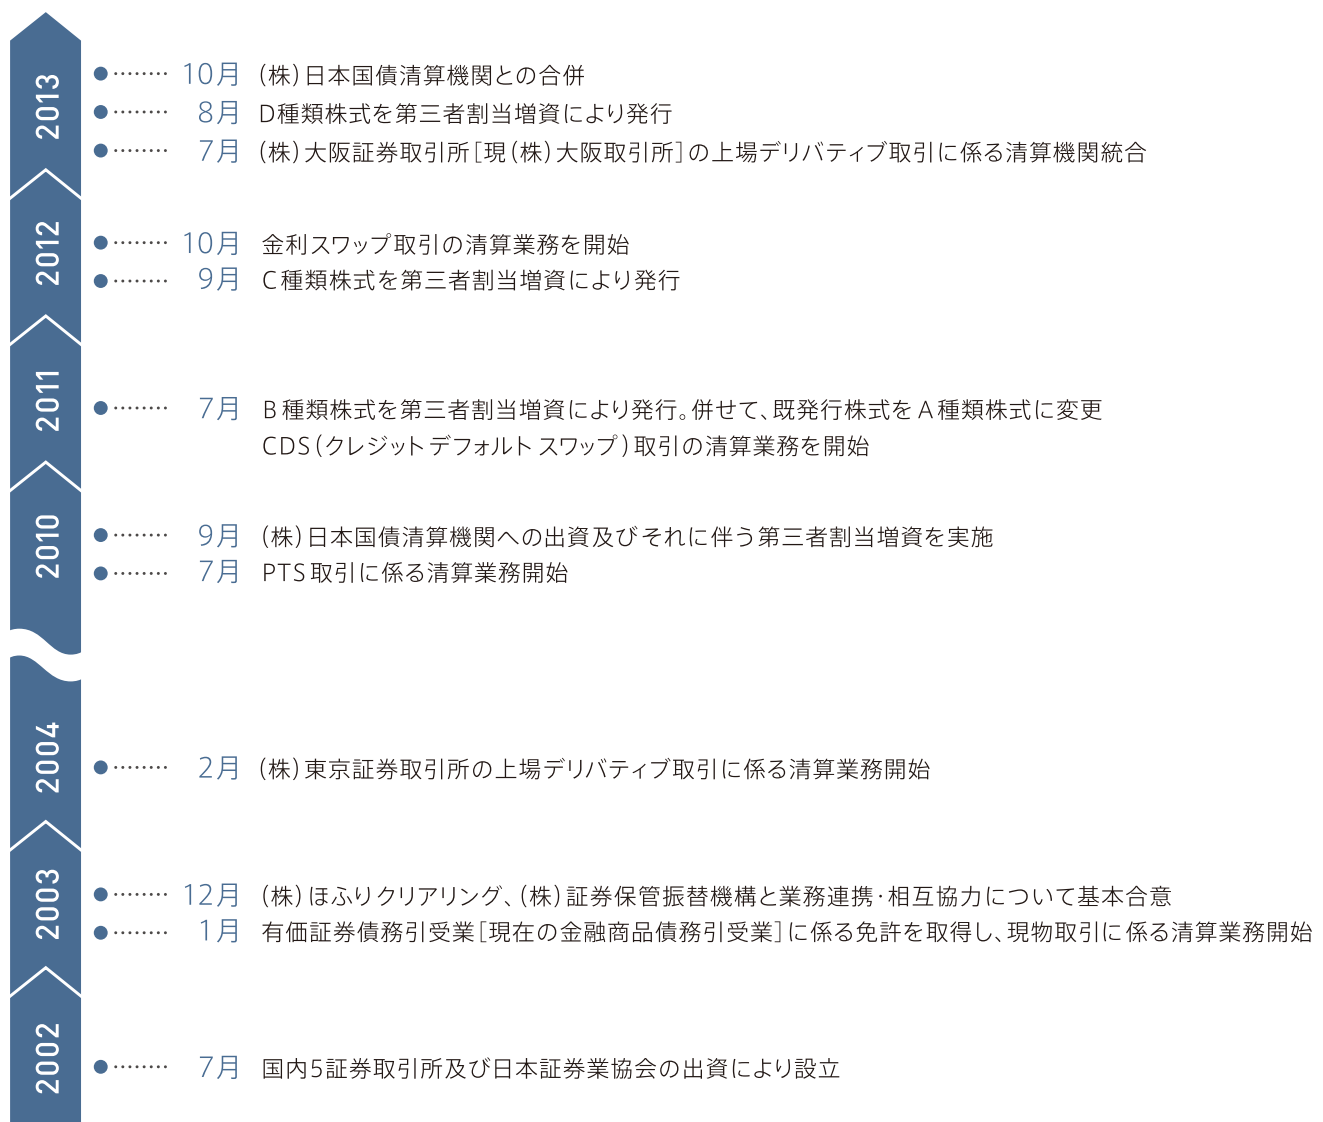 2013
10月 (株)日本国債清算機関との合併
8月 D種類株式を第三者割当増資により発行
7月 (株)大阪証券取引所[現(株)大阪取引所]の上場デリバティブ取引に係る清算機関統合
2012
10月 金利スワップ取引の清算業務を開始
9月 C種類株式を第三者割当増資により発行
2011
7月 B種類株式を第三者割当増資により発行。併せて、既発行株式をA種類株式に変更
CDS(クレジット デフォルト スワップ)取引の清算業務を開始
2010
9月 (株)日本国債清算機関への出資及びそれに伴う第三者割当増資を実施
7月 PTS取引に係る清算業務開始
2004
2月 (株)東京証券取引所の上場デリバティブ取引に係る清算業務開始
2003
12月 (株)ほふりクリアリング、(株)証券保管振替機構と業務連携・相互協力について基本合意
1月 有価証券債務引受業[現在の金融商品債務引受業]に係る免許を取得し、現物取引に係る清算業務開始
2002
7月 国内5証券取引所及び日本証券業協会の出資により設立